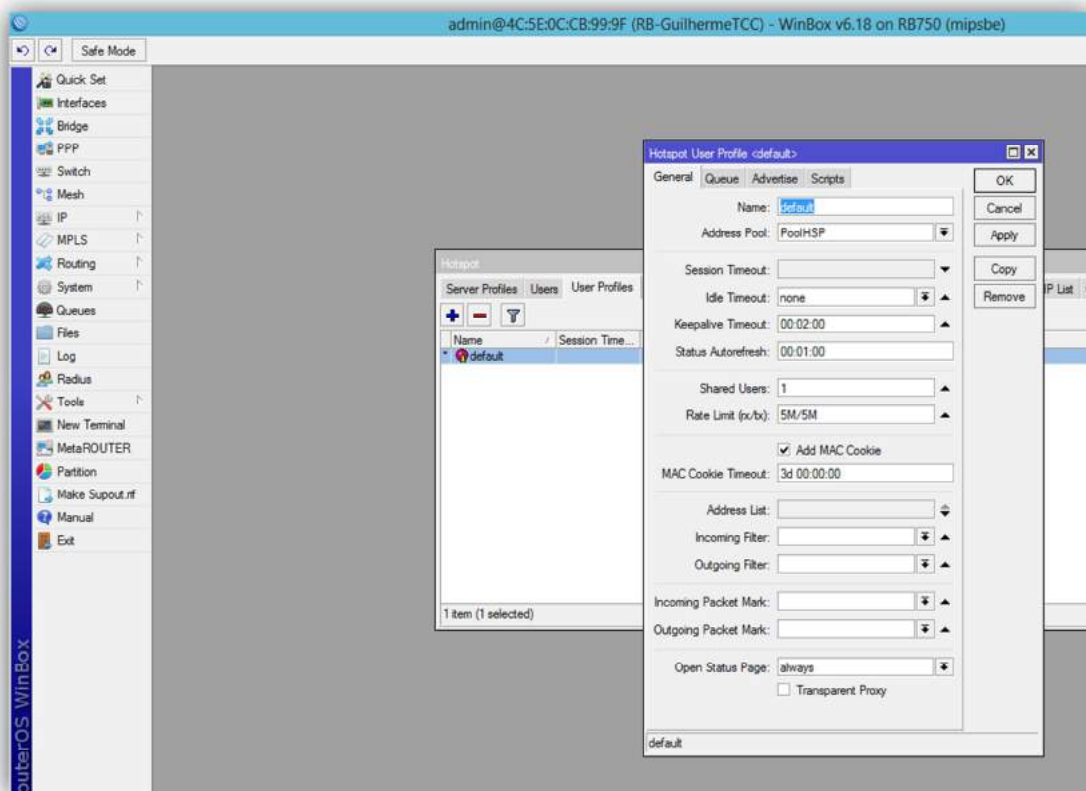 admin@4C:5E:0C:CB:99:9F (RB-GuilhermeTCC) - WinBox v6.18 on RB750 (mipsbe)
Safe Mode
Quick Set
Interfaces
Bridge
PPP
Switch
Mesh
IP
MPLS
Routing
System
Queues
Files
Log
Radius
Tools
New Terminal
MetaROUTER
Partition
Make Supout.rif
Manual
Exit
outerOS WinBox
Hotspot
Server Profiles Users User Profiles IP List
Name Session Time...
* default
1 item (1 selected)
Hotspot User Profile <default>
General Queue Advertise Scripts
Name: default
Address Pool: PoolHSP
Session Timeout:
Idle Timeout: none
Keepalive Timeout: 00:02:00
Status Autorefresh: 00:01:00
Shared Users: 1
Rate Limit (rx/tx): 5M/5M
Add MAC Cookie
MAC Cookie Timeout: 3d 00:00:00
Address List:
Incoming Filter:
Outgoing Filter:
Incoming Packet Mark:
Outgoing Packet Mark:
Open Status Page: always
Transparent Proxy
default
OK
Cancel
Apply
Copy
Remove